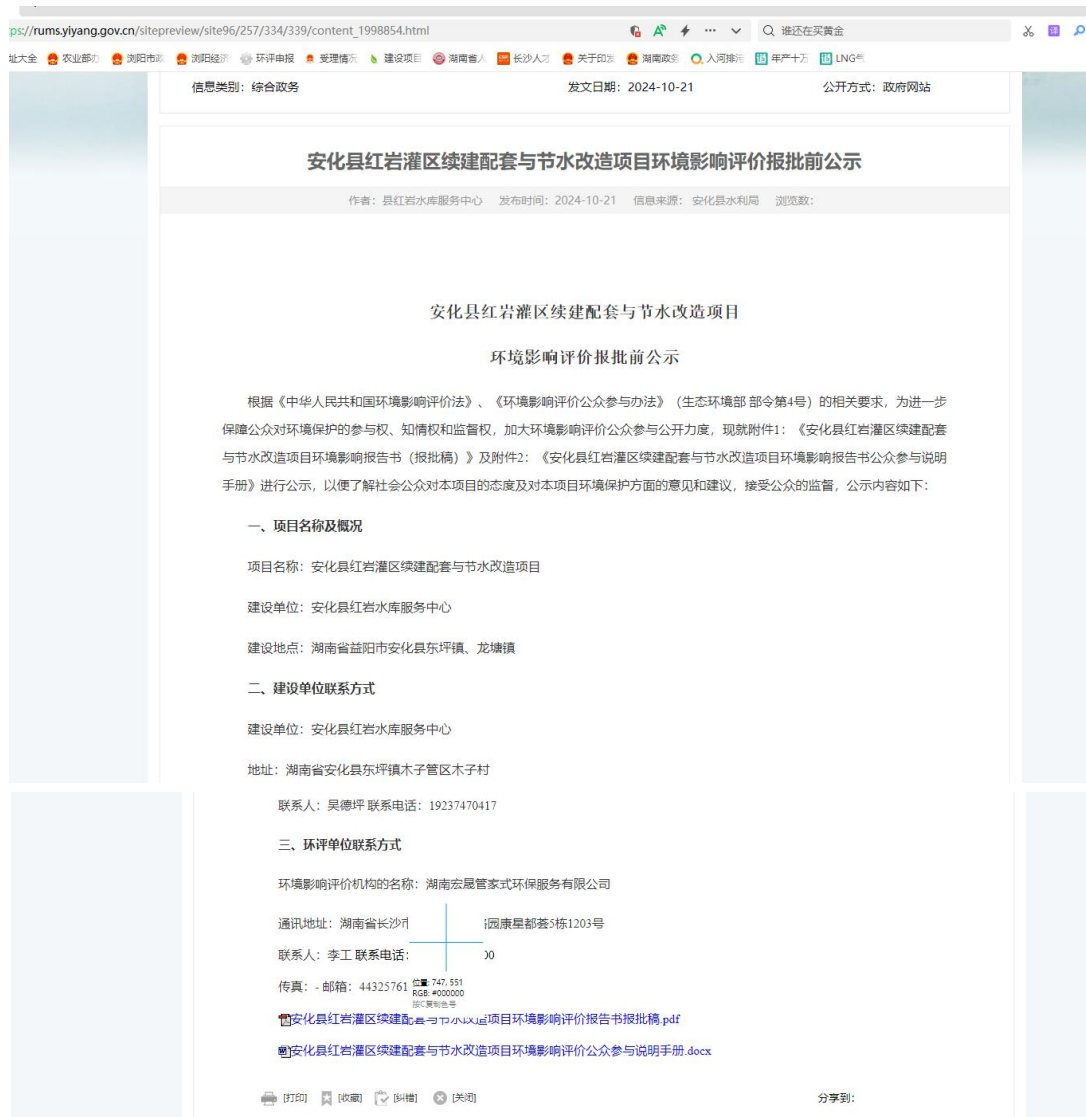 ps://rums.yiyang.gov.cn/sitepreview/site96/257/334/339/content_1998854.html 谁还在买黄金
址大全 农业部办 浏阳市政 浏阳经济 环评申报 受理情况 建设项目 湖南省人 长沙人才 关于印发 湖南政务 入河排污 年产十万 LNG气
信息类别：综合政务 发文日期：2024-10-21 公开方式：政府网站
安化县红岩灌区续建配套与节水改造项目环境影响评价报批前公示
作者：县红岩水库服务中心 发布时间：2024-10-21 信息来源：安化县水利局 浏览数：
安化县红岩灌区续建配套与节水改造项目
环境影响评价报批前公示
根据《中华人民共和国环境影响评价法》、《环境影响评价公众参与办法》（生态环境部 部令第4号）的相关要求，为进一步
保障公众对环境保护的参与权、知情权和监督权，加大环境影响评价公众参与公开力度，现就附件1：《安化县红岩灌区续建配套
与节水改造项目环境影响报告书（报批稿）》及附件2：《安化县红岩灌区续建配套与节水改造项目环境影响报告书公众参与说明
手册》进行公示，以便了解社会公众对本项目的态度及对本项目环境保护方面的意见和建议，接受公众的监督，公示内容如下：
一、项目名称及概况
项目名称：安化县红岩灌区续建配套与节水改造项目
建设单位：安化县红岩水库服务中心
建设地点：湖南省益阳市安化县东坪镇、龙塘镇
二、建设单位联系方式
建设单位：安化县红岩水库服务中心
地址：湖南省安化县东坪镇木子管区木子村
联系人：吴德坪 联系电话：19237470417
三、环评单位联系方式
环境影响评价机构的名称：湖南宏晟管家式环保服务有限公司
通讯地址：湖南省长沙市 园康星都荟5栋1203号
联系人：李工 联系电话： 00
传真：- 邮箱：44325761
位置: 747, 551
RGB: #000000
按C复制色号
安化县红岩灌区续建配套与节水改造项目环境影响评价报告书报批稿.pdf
安化县红岩灌区续建配套与节水改造项目环境影响评价公众参与说明手册.docx
[打印] [收藏] [纠错] [关闭] 分享到：